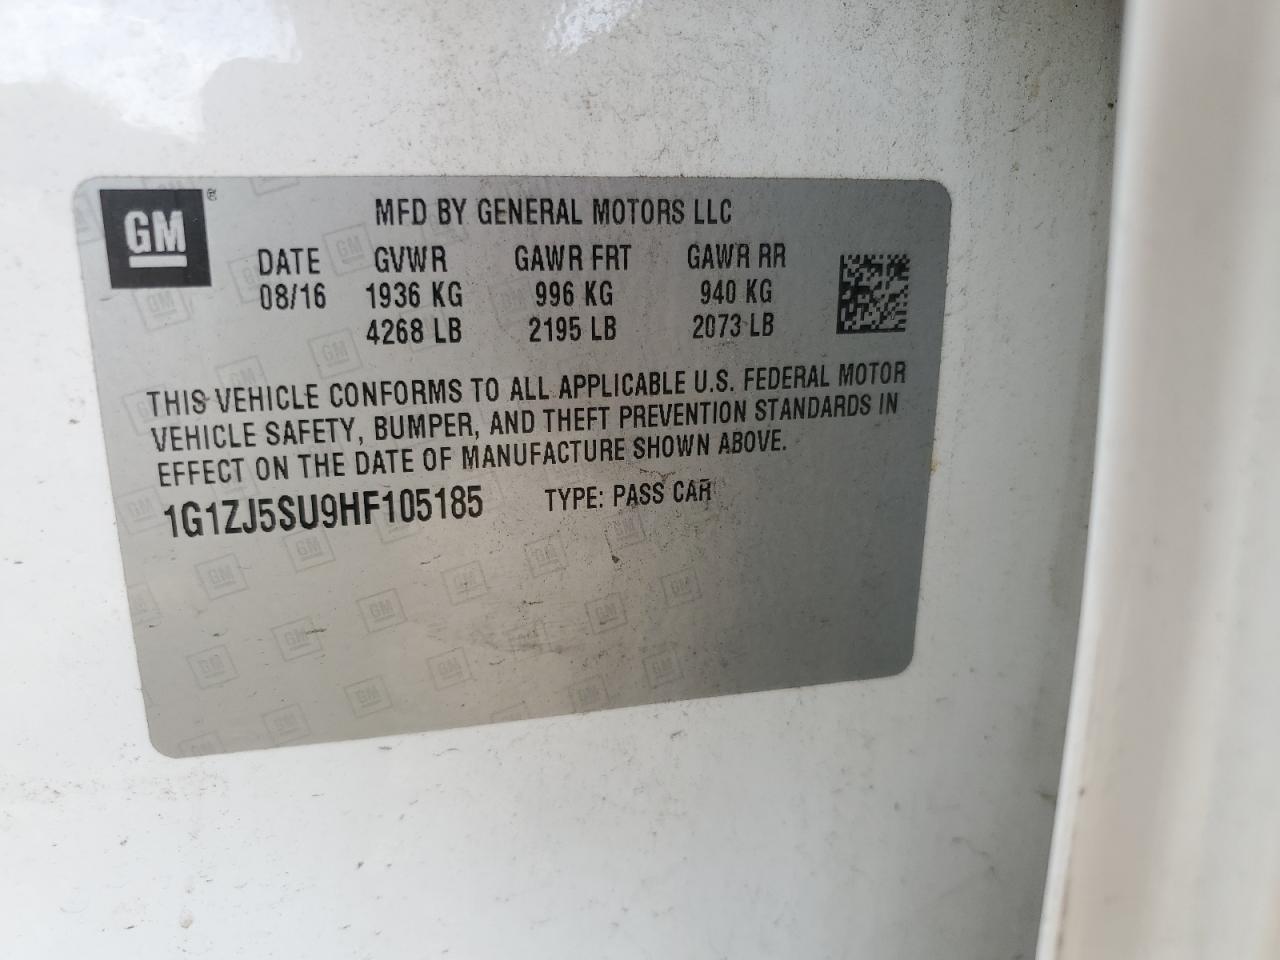 GM®
MFD BY GENERAL MOTORS LLC
DATE GVWR GAWR FRT GAWR RR
08/16 1936 KG 996 KG 940 KG
4268 LB 2195 LB 2073 LB
THIS VEHICLE CONFORMS TO ALL APPLICABLE U.S. FEDERAL MOTOR
VEHICLE SAFETY, BUMPER, AND THEFT PREVENTION STANDARDS IN
EFFECT ON THE DATE OF MANUFACTURE SHOWN ABOVE.
1G1ZJ5SU9HF105185 TYPE: PASS CAR